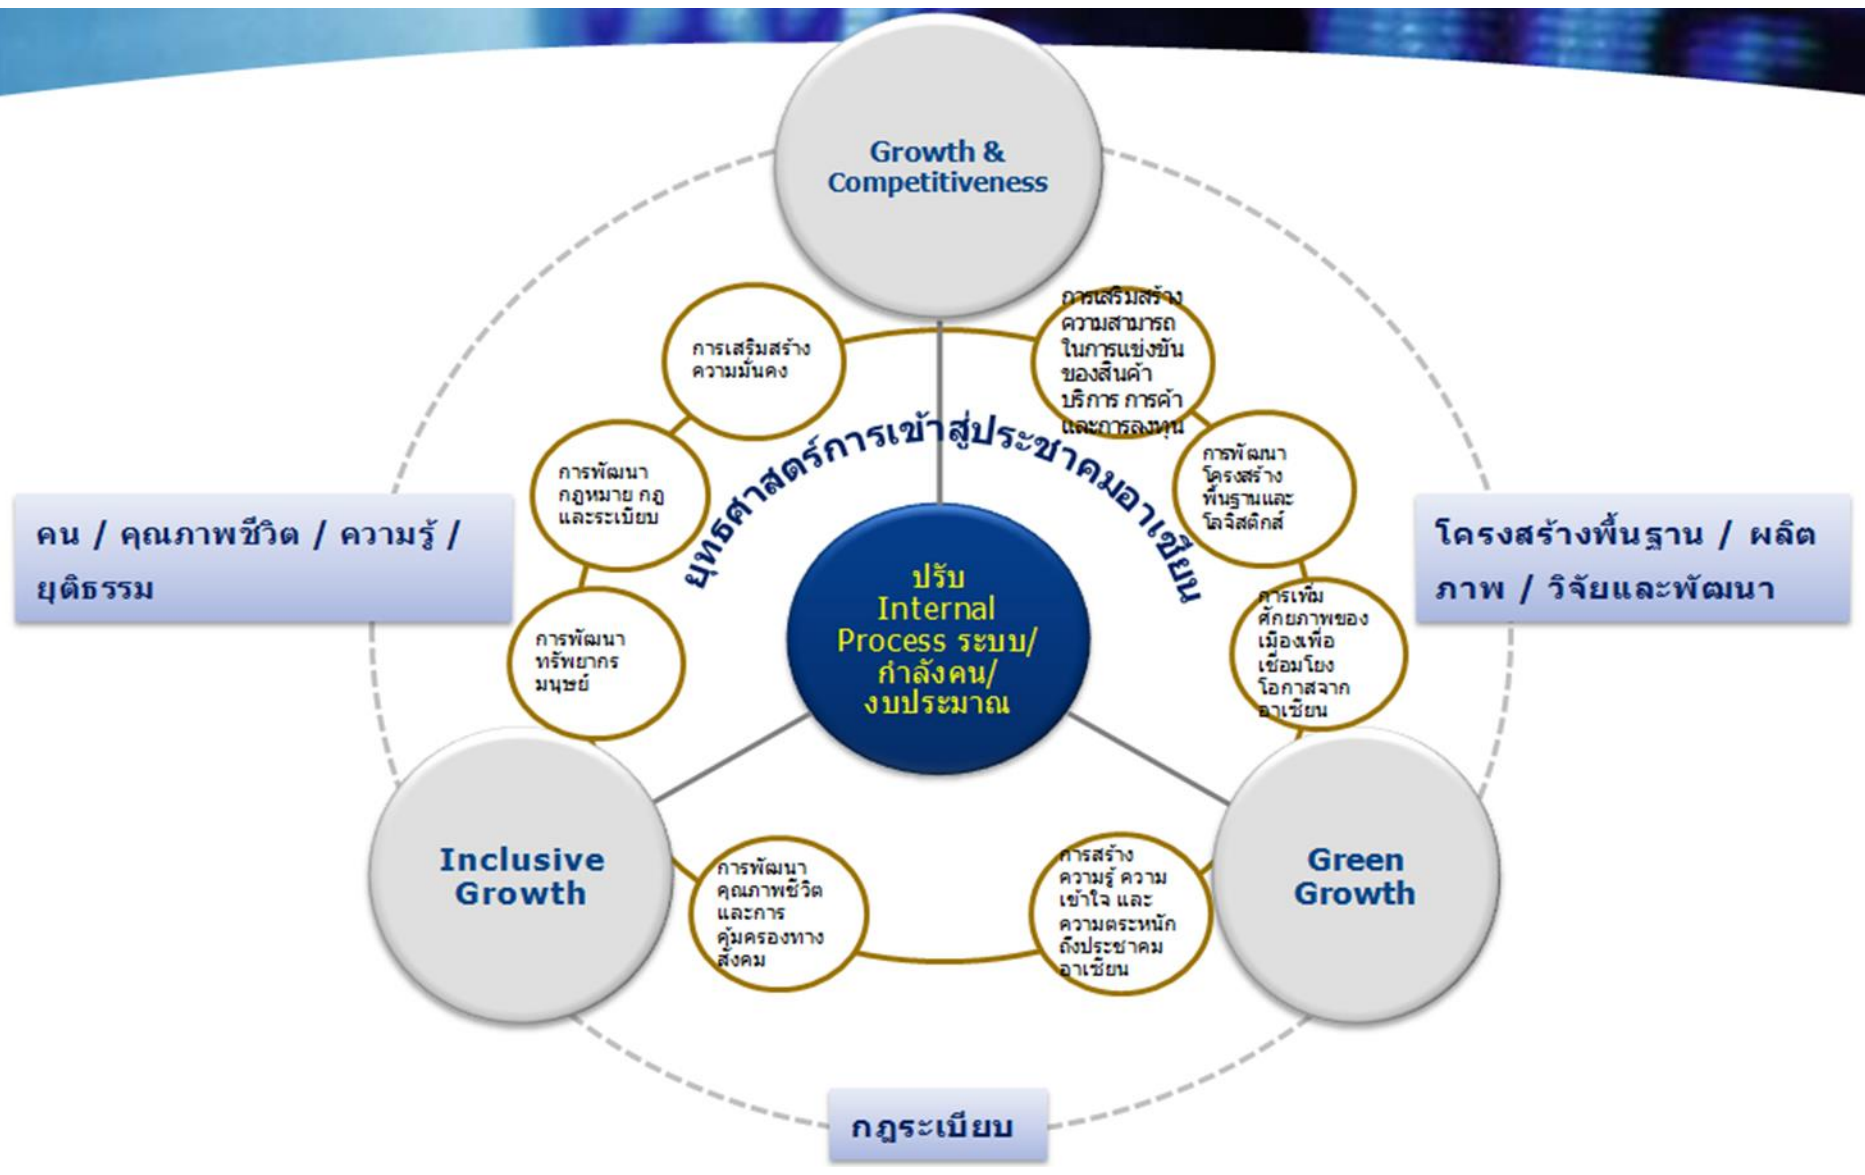 Growth &
Competitiveness
การเสริมสร้าง
ความมั่นคง
การเสริมสร้าง
ความสามารถ
ในการแข่งขัน
ของสินค้า
บริการ การค้า
และการลงทุน
การพัฒนา
กฎหมาย กฎ
และระเบียบ
การพัฒนา
โครงสร้าง
พื้นฐานและ
โลจิสติกส์
ยุทธศาสตร์การเข้าสู่ประชาคมอาเซียน
คน / คุณภาพชีวิต / ความรู้ /
ยุติธรรม
โครงสร้างพื้นฐาน / ผลิต
ภาพ / วิจัยและพัฒนา
ปรับ
Internal
Process ระบบ/
กำลังคน/
งบประมาณ
การพัฒนา
ทรัพยากร
มนุษย์
การเพิ่ม
ศักยภาพของ
เมืองเพื่อ
เชื่อมโยง
โอกาสจาก
อาเซียน
Inclusive
Growth
การพัฒนา
คุณภาพชีวิต
และการ
คุ้มครองทาง
สังคม
การสร้าง
ความรู้ ความ
เข้าใจ และ
ความตระหนัก
ถึงประชาคม
อาเซียน
Green
Growth
กฎระเบียบ